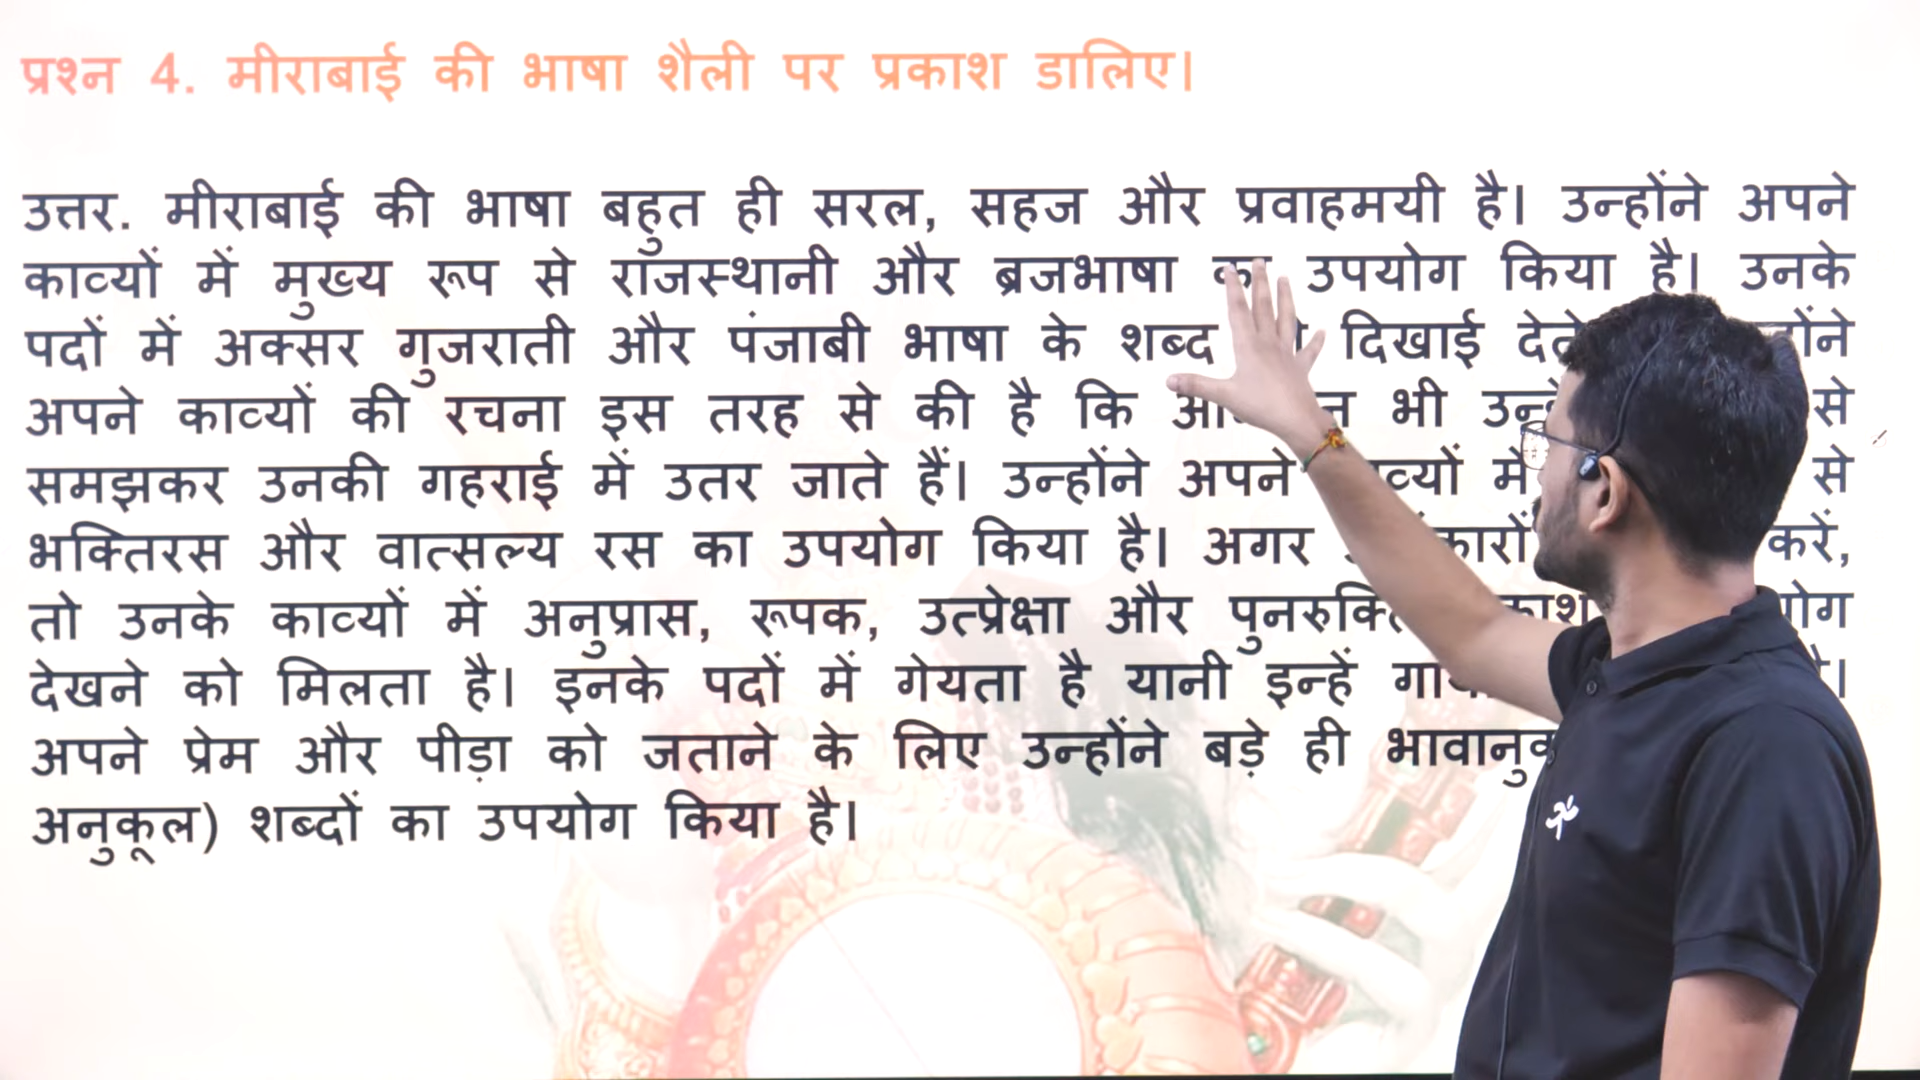 प्रश्न 4. मीराबाई की भाषा शैली पर प्रकाश डालिए।
उत्तर. मीराबाई की भाषा बहुत ही सरल, सहज और प्रवाहमयी है। उन्होंने अपने
काव्यों में मुख्य रूप से राजस्थानी और ब्रजभाषा का उपयोग किया है। उनके
पदों में अक्सर गुजराती और पंजाबी भाषा के शब्द दिखाई
अपने काव्यों की रचना इस तरह से की है कि भी से
समझकर उनकी गहराई में उतर जाते हैं। उन्होंने अपने में से
भक्तिरस और वात्सल्य रस का उपयोग किया है। अगर करें,
तो उनके काव्यों में अनुप्रास, रूपक, उत्प्रेक्षा और
देखने को मिलता है। इनके पदों में गेयता है यानी इन्हें
अपने प्रेम और पीड़ा को जताने के लिए उन्होंने बड़े ही
अनुकूल) शब्दों का उपयोग किया है।